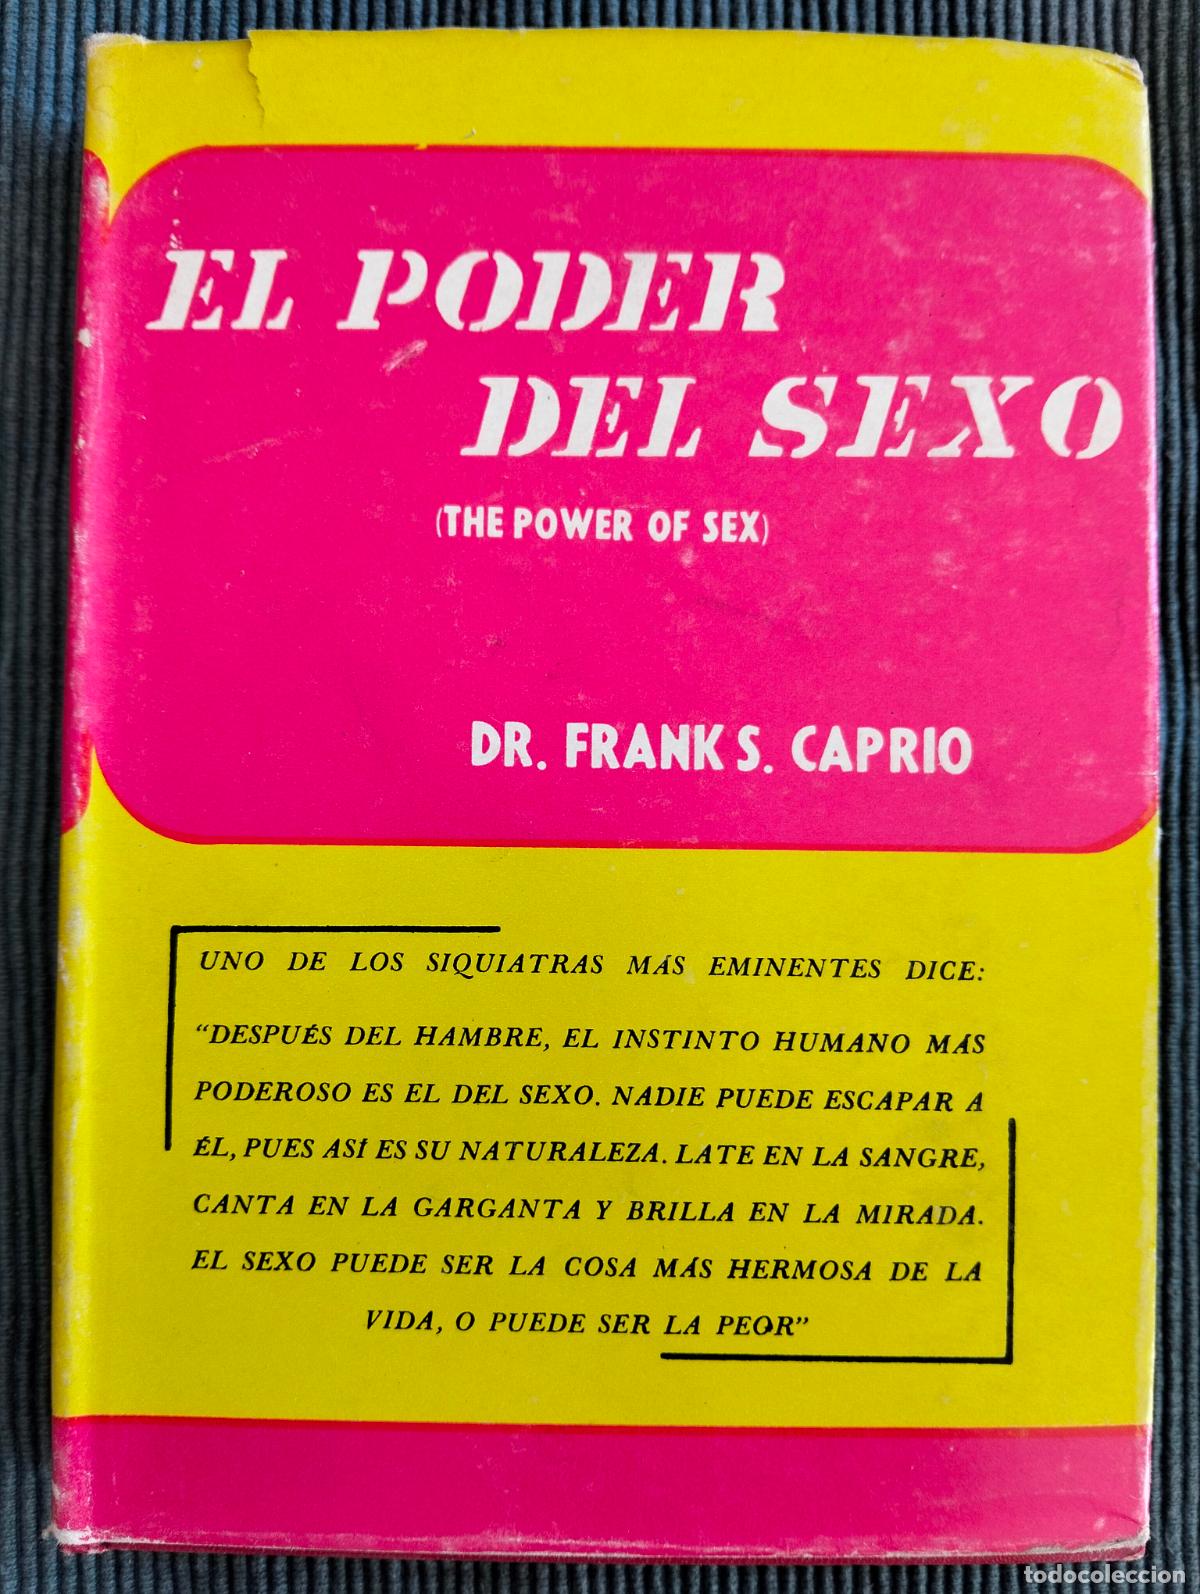 EL PODER
DEL SEXO
(THE POWER OF SEX)
DR. FRANK S. CAPRIO
UNO DE LOS SIQUIATRAS MÁS EMINENTES DICE:
“DESPUÉS DEL HAMBRE, EL INSTINTO HUMANO MÁS
PODEROSO ES EL DEL SEXO. NADIE PUEDE ESCAPAR A
ÉL, PUES ASÍ ES SU NATURALEZA. LATE EN LA SANGRE,
CANTA EN LA GARGANTA Y BRILLA EN LA MIRADA.
EL SEXO PUEDE SER LA COSA MÁS HERMOSA DE LA
VIDA, O PUEDE SER LA PEOR”
todocoleccion